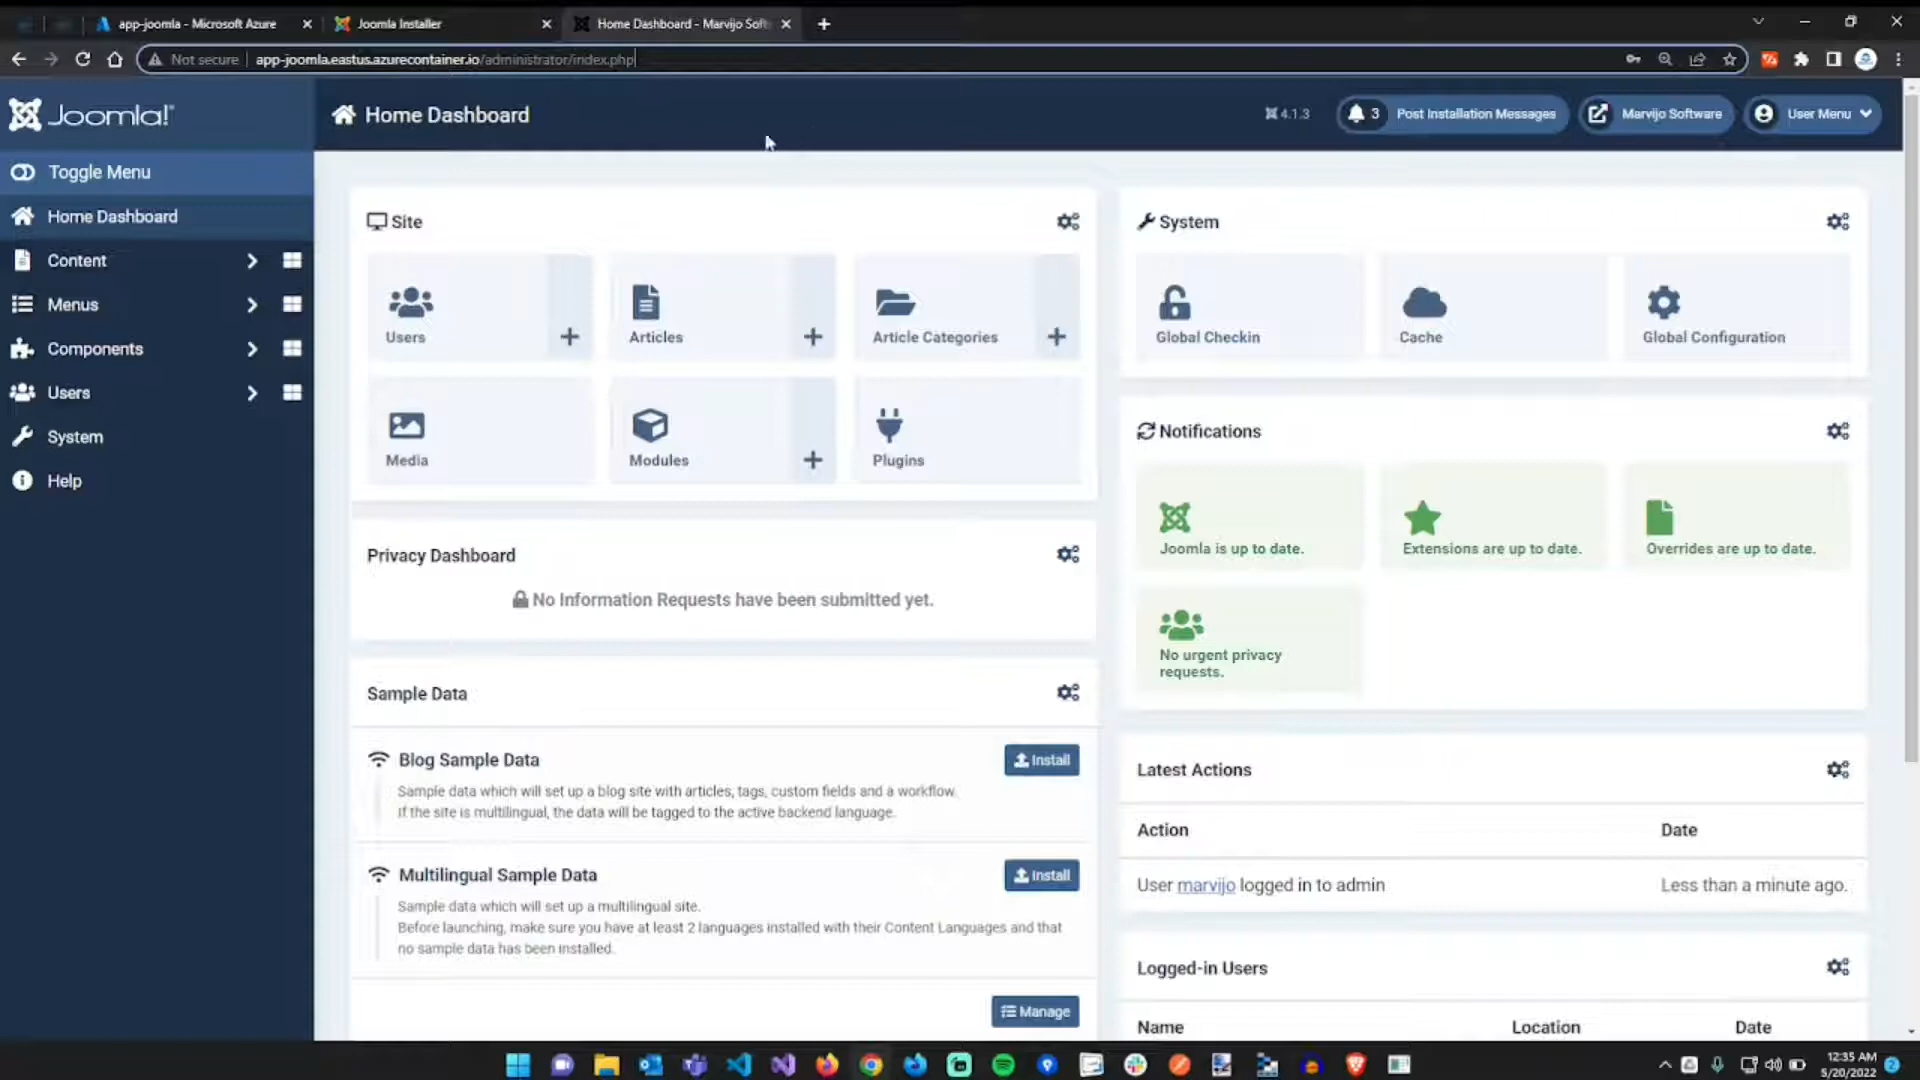 app-joomla - Microsoft Azure
Joomla Installer
Home Dashboard - Marvijo Soft
Not secure
app-joomla.eastus.azurecontainer.io/administrator/index.php
Joomla!
Home Dashboard
4.1.3
3
Post Installation Messages
Marvijo Software
User Menu
Toggle Menu
Home Dashboard
Content
Menus
Components
Users
System
Help
Site
Users
Articles
Article Categories
Media
Modules
Plugins
Privacy Dashboard
No Information Requests have been submitted yet.
Sample Data
Blog Sample Data
Install
Sample data which will set up a blog site with articles, tags, custom fields and a workflow.
If the site is multilingual, the data will be tagged to the active backend language.
Multilingual Sample Data
Install
Sample data which will set up a multilingual site.
Before launching, make sure you have at least 2 languages installed with their Content Languages and that
no sample data has been installed.
Manage
System
Global Checkin
Cache
Global Configuration
Notifications
Joomla is up to date.
Extensions are up to date.
Overrides are up to date.
No urgent privacy
requests.
Latest Actions
Action
Date
User marvijo logged in to admin
Less than a minute ago.
Logged-in Users
Name
Location
Date
12:35 AM
5/20/2022
2